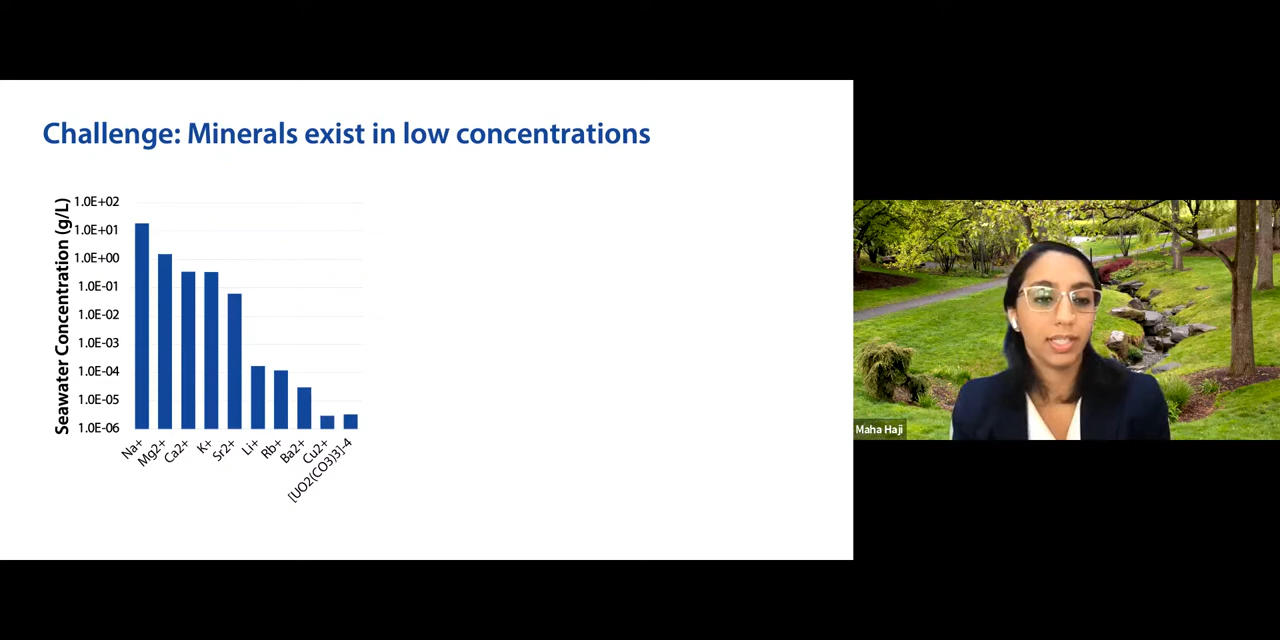 Challenge: Minerals exist in low concentrations
Seawater Concentration (g/L)
1.0E+02
1.0E+01
1.0E+00
1.0E-01
1.0E-02
1.0E-03
1.0E-04
1.0E-05
1.0E-06
Na+
Mg2+
Ca2+
K+
Sr2+
Li+
Rb+
Ba2+
Cu2+
[UO2(CO3)3]-4
Maha Haji